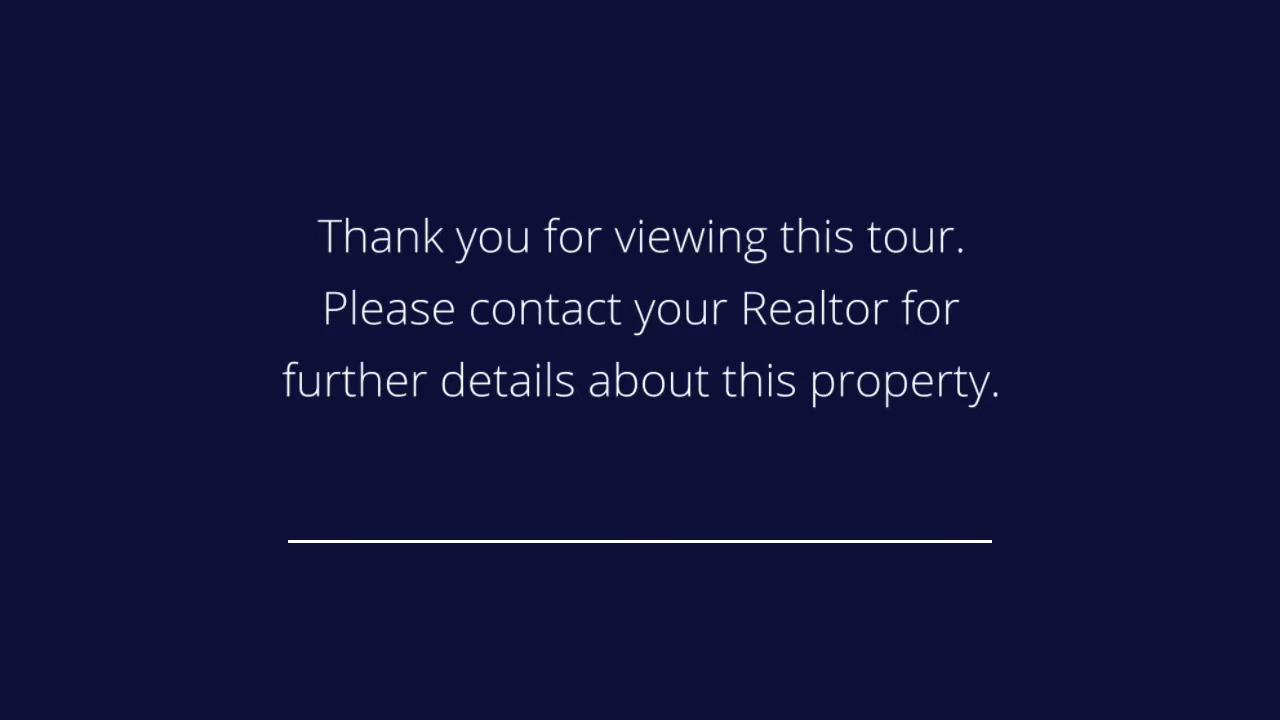 Thank you for viewing this tour.
Please contact your Realtor for
further details about this property.